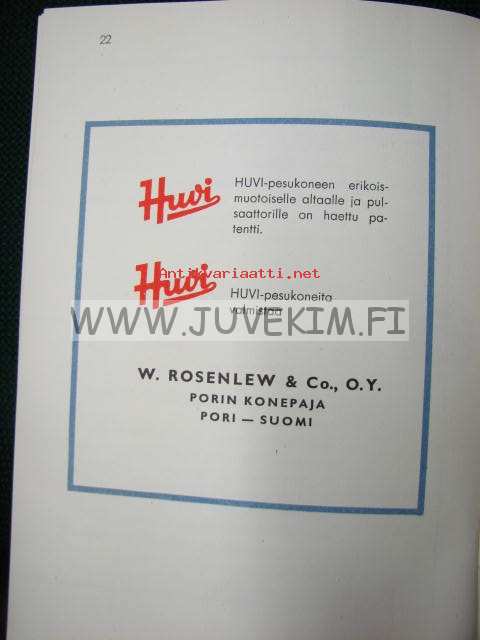 22
Huvi
HUVI-pesukoneen erikois-
muotoiselle altaalle ja pul-
saattorille on haettu pa-
tentti.
Antikvariaatti.net
Huvi
HUVI-pesukoneita
valmistaa
WWW.JUVEKIM.FI
W. ROSENLEW & Co., O.Y.
PORIN KONEPAJA
PORI — SUOMI